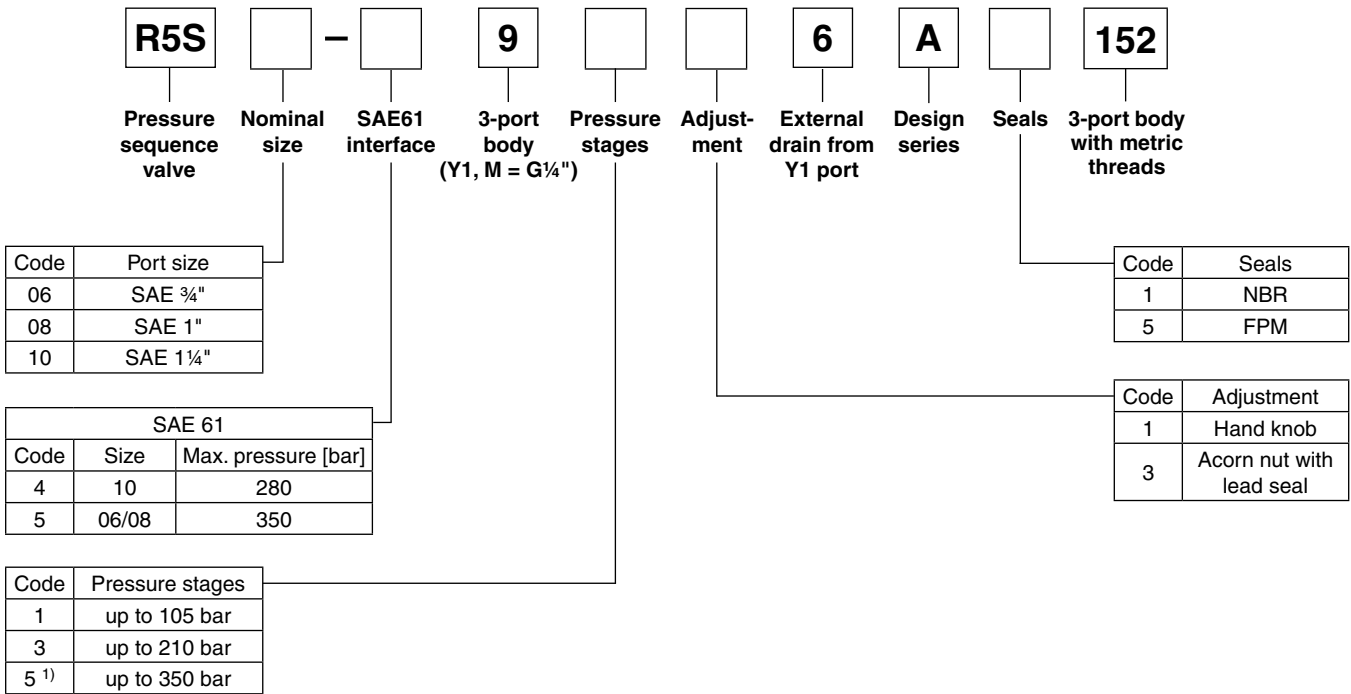 R5S – 9 6 A 152
Pressure sequence valve
Nominal size
SAE61 interface
3-port body (Y1, M = G¼")
Pressure stages
Adjust-ment
External drain from Y1 port
Design series
Seals
3-port body with metric threads
Code Port size
06 SAE ¾"
08 SAE 1"
10 SAE 1¼"
SAE 61
Code Size Max. pressure [bar]
4 10 280
5 06/08 350
Code Pressure stages
1 up to 105 bar
3 up to 210 bar
5 ¹⁾ up to 350 bar
Code Seals
1 NBR
5 FPM
Code Adjustment
1 Hand knob
3 Acorn nut with lead seal